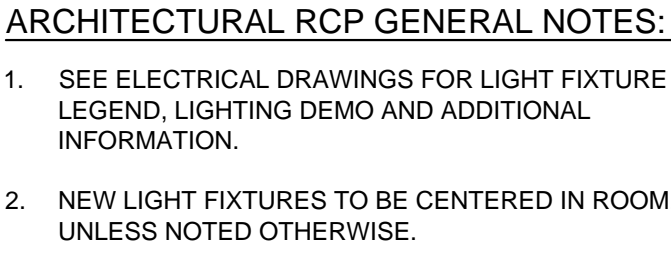 ARCHITECTURAL RCP GENERAL NOTES:
1. SEE ELECTRICAL DRAWINGS FOR LIGHT FIXTURE
LEGEND, LIGHTING DEMO AND ADDITIONAL
INFORMATION.
2. NEW LIGHT FIXTURES TO BE CENTERED IN ROOM
UNLESS NOTED OTHERWISE.